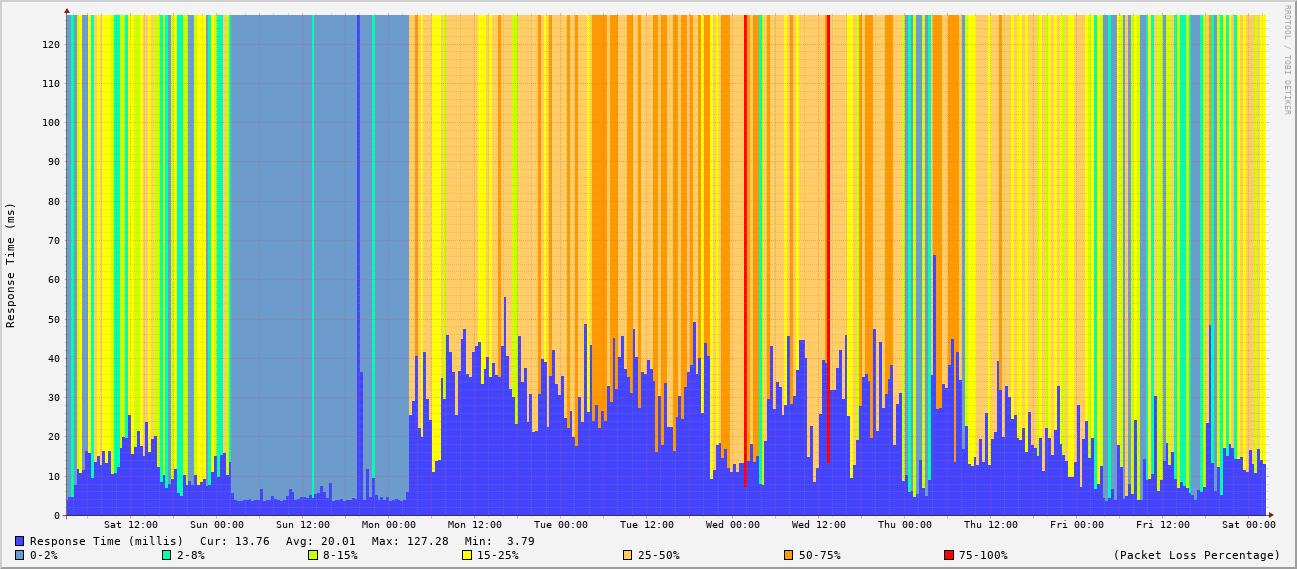 RRDTOOL / TOBI OETIKER
Response Time (ms)
120
110
100
90
80
70
60
50
40
30
20
10
0
Sat 12:00 Sun 00:00 Sun 12:00 Mon 00:00 Mon 12:00 Tue 00:00 Tue 12:00 Wed 00:00 Wed 12:00 Thu 00:00 Thu 12:00 Fri 00:00 Fri 12:00 Sat 00:00
Response Time (millis) Cur: 13.76 Avg: 20.01 Max: 127.28 Min: 3.79
0-2% 2-8% 8-15% 15-25% 25-50% 50-75% 75-100% (Packet Loss Percentage)